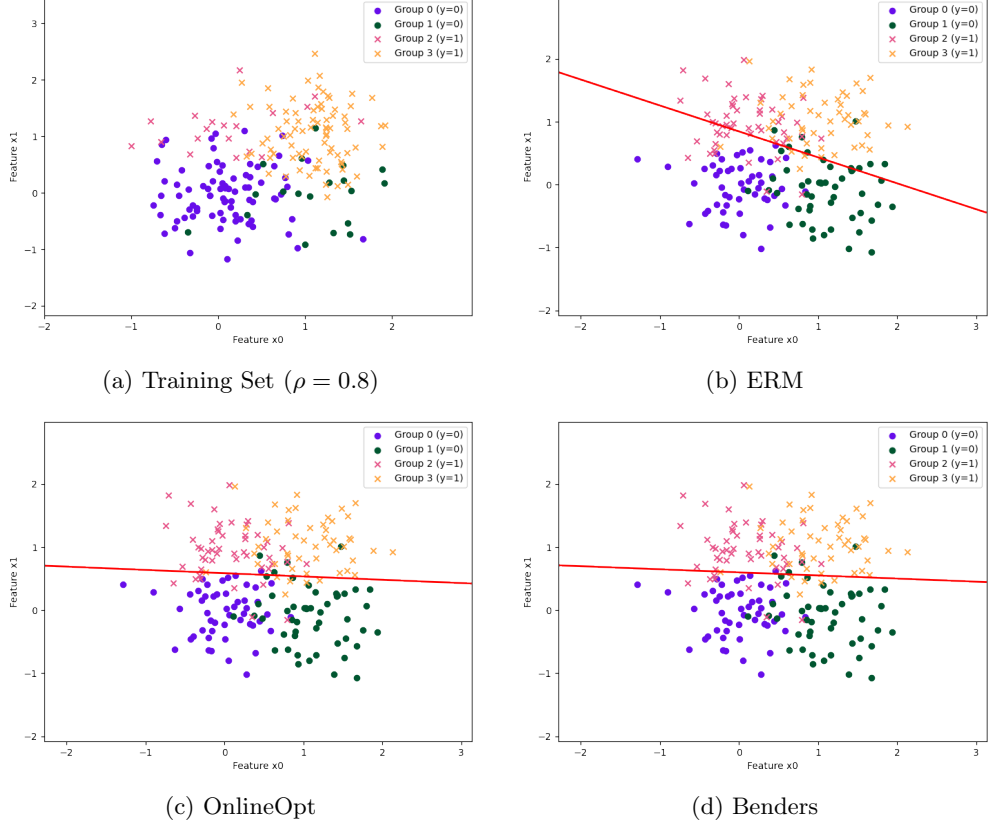 3
2
1
0
−1
−2
−2
−1
0
1
2
Feature x1
Feature x0
Group 0 (y=0)
Group 1 (y=0)
Group 2 (y=1)
Group 3 (y=1)
(a) Training Set (ρ = 0.8)
2
1
0
−1
−2
−2
−1
0
1
2
3
Feature x1
Feature x0
Group 0 (y=0)
Group 1 (y=0)
Group 2 (y=1)
Group 3 (y=1)
(b) ERM
2
1
0
−1
−2
−2
−1
0
1
2
3
Feature x1
Feature x0
Group 0 (y=0)
Group 1 (y=0)
Group 2 (y=1)
Group 3 (y=1)
(c) OnlineOpt
2
1
0
−1
−2
−2
−1
0
1
2
3
Feature x1
Feature x0
Group 0 (y=0)
Group 1 (y=0)
Group 2 (y=1)
Group 3 (y=1)
(d) Benders